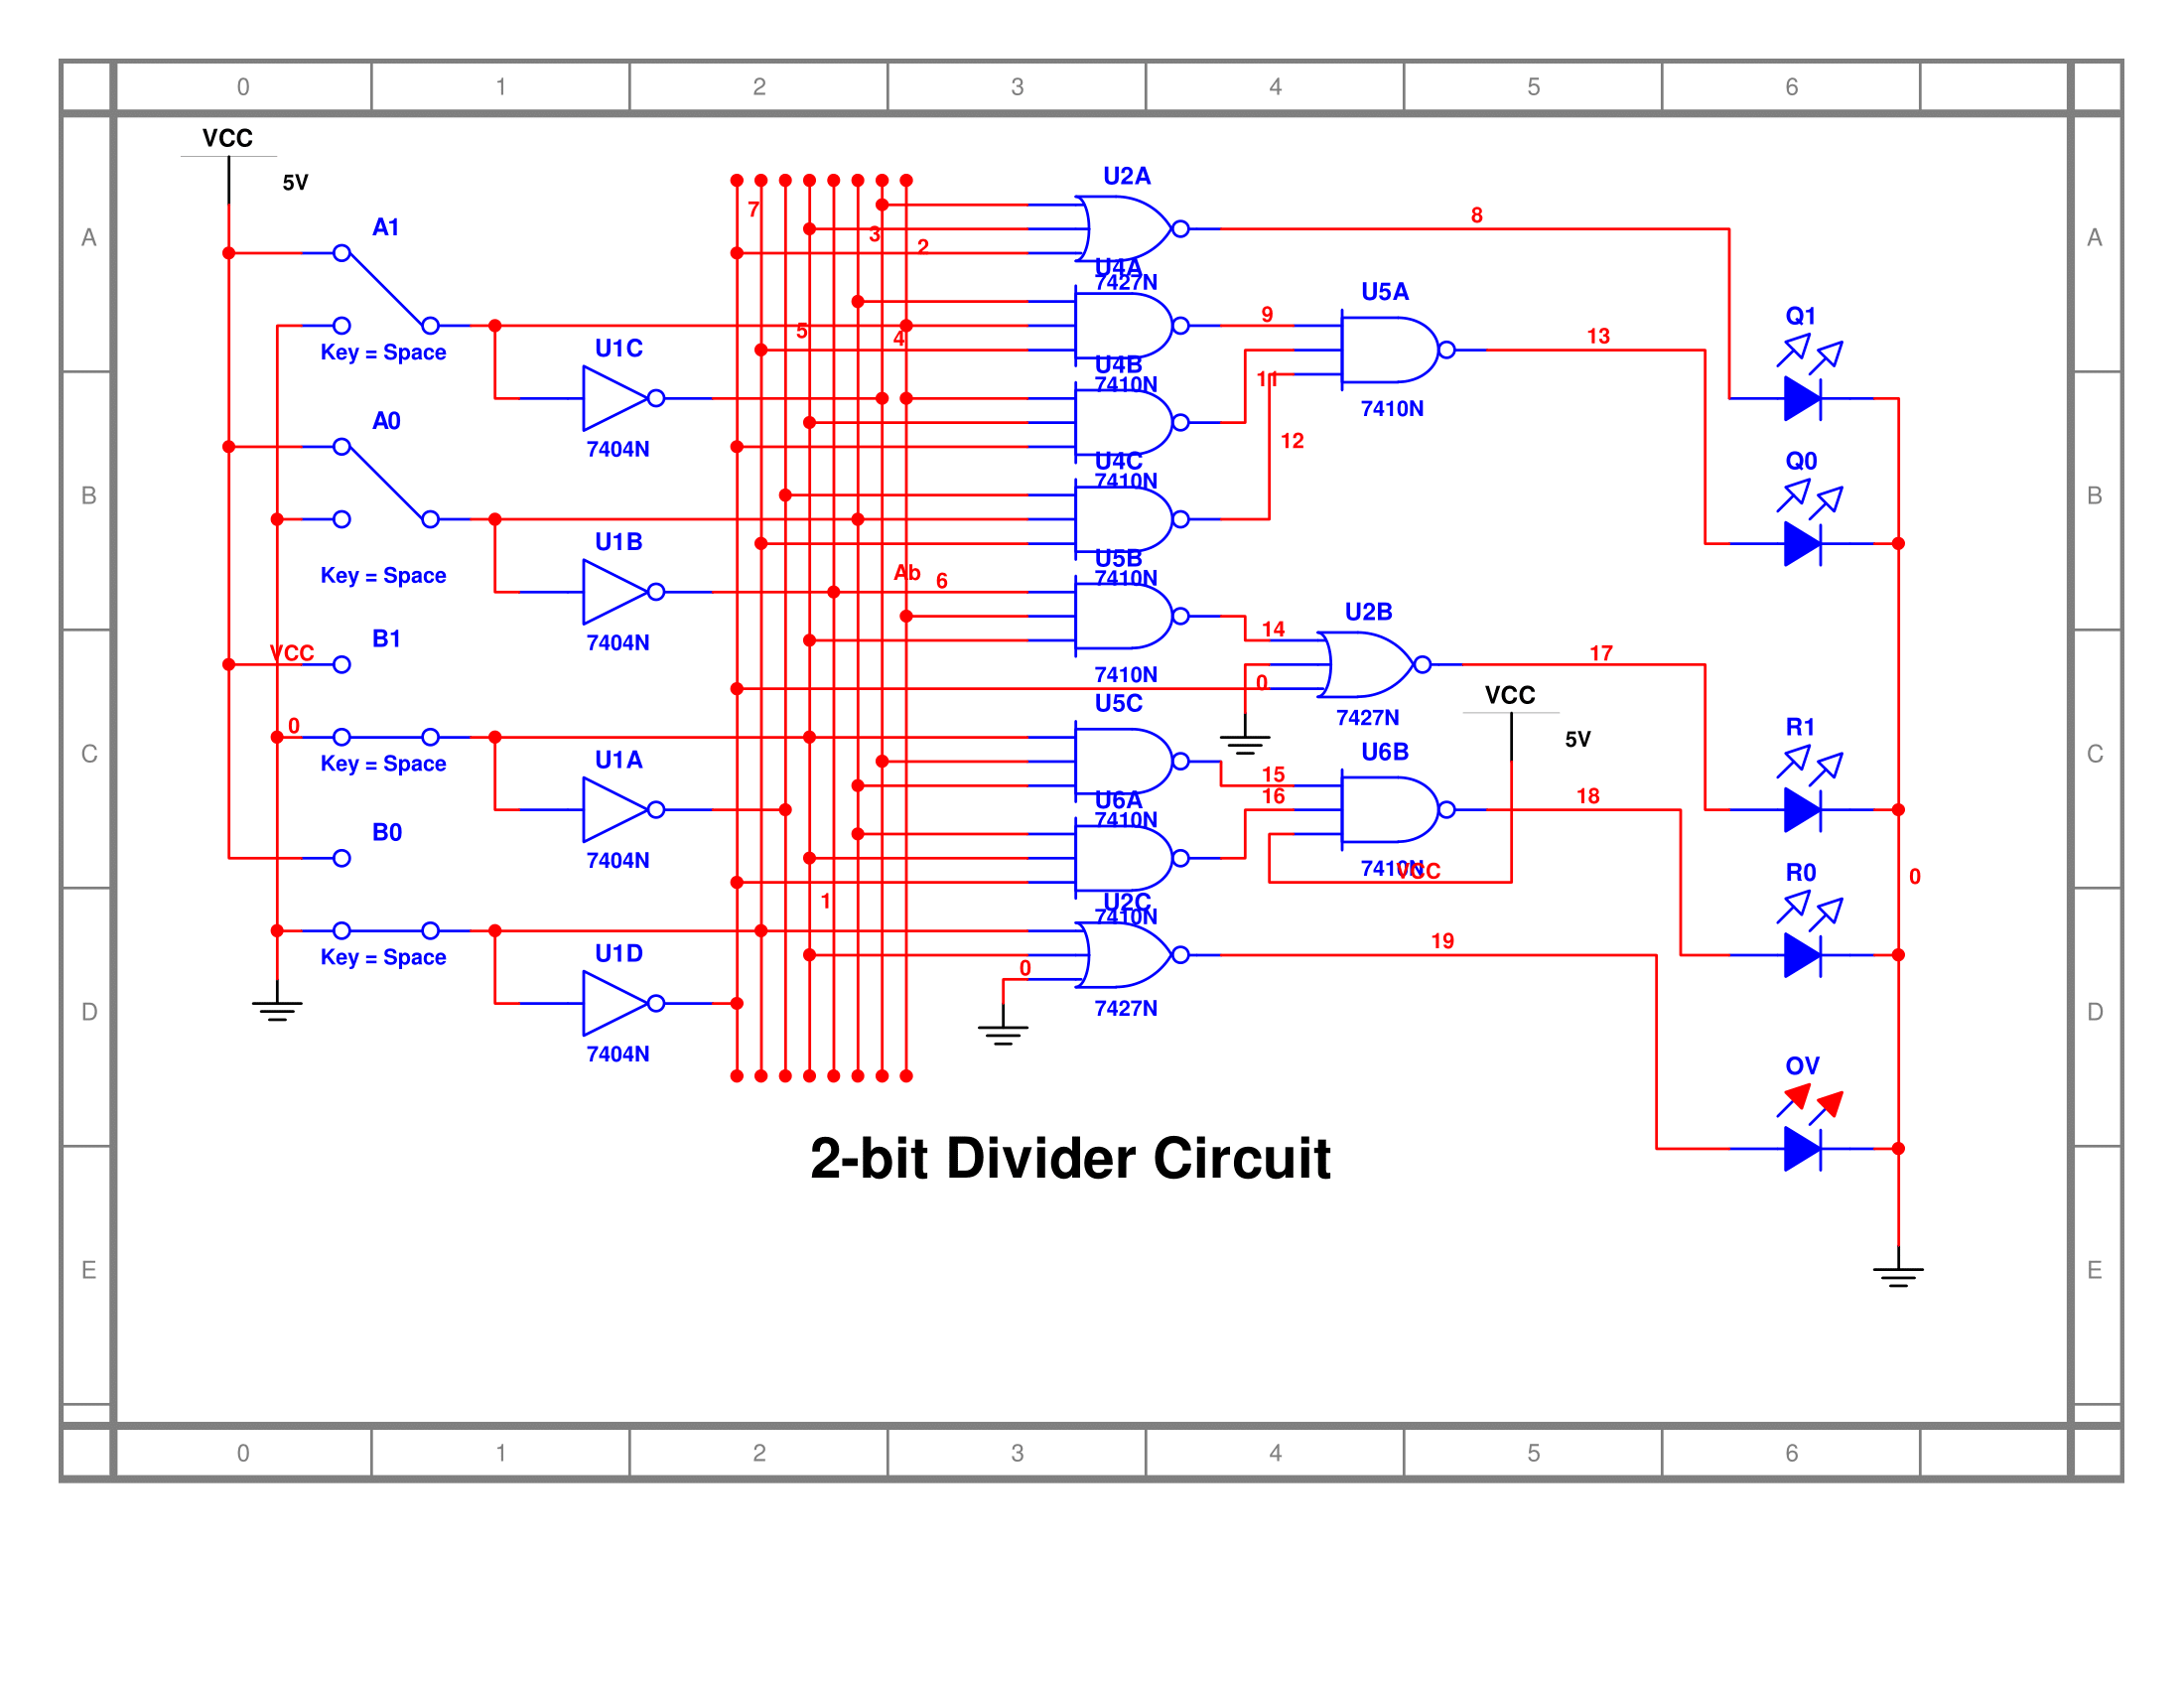 0 1 2 3 4 5 6
VCC
5V
A A
A1
Key = Space
U1C
7404N
7
3
2
5
4
U2A
7427N
U4A
7410N
8
9
U5A
7410N
13
11
12
Q1
B B
A0
Key = Space
U1B
7404N
U4B
7410N
U4C
7410N
Ab 6
U5B
7410N
Q0
C C
B1
VCC
0
Key = Space
U1A
7404N
14
0
U2B
7427N
17
VCC
5V
U5C
7410N
15
16
U6B
7410N
VCC
18
R1
B0
Key = Space
U1D
7404N
U6A
7410N
1
R0
0
D D
U2C
7427N
0
19
OV
2-bit Divider Circuit
E E
0 1 2 3 4 5 6